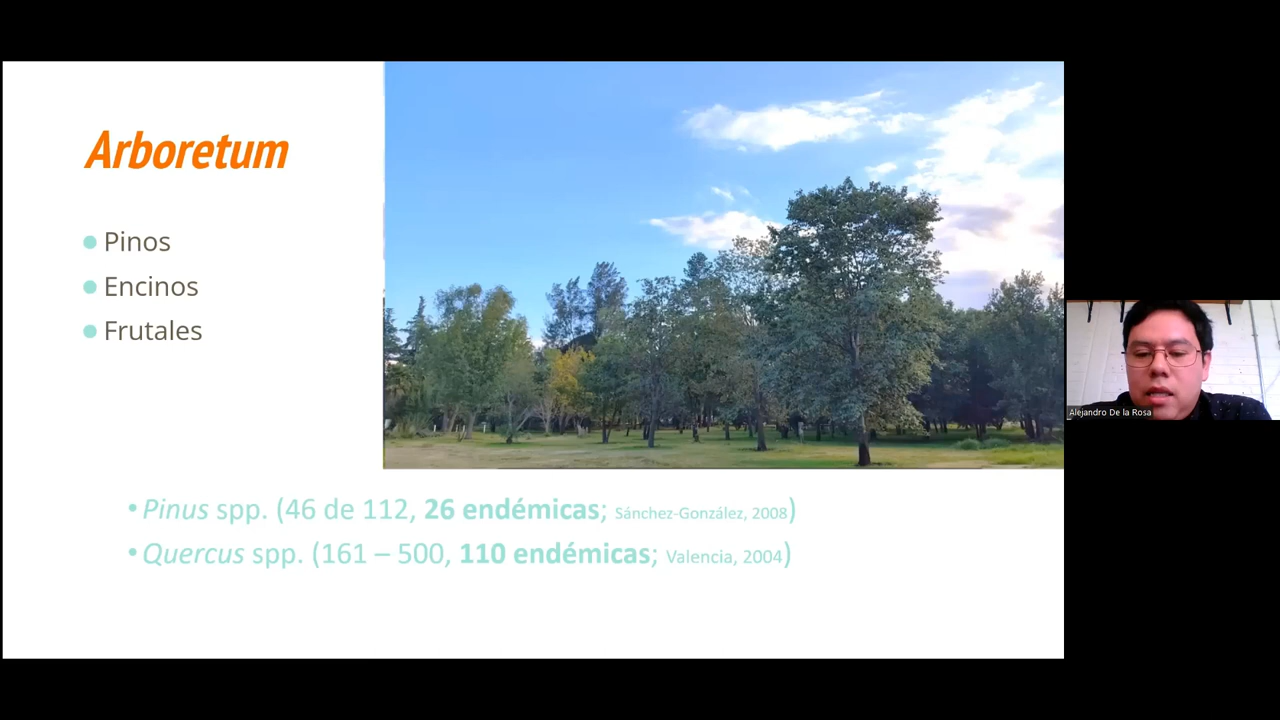 Arboretum
Pinos
Encinos
Frutales
• Pinus spp. (46 de 112, 26 endémicas; Sánchez-González, 2008)
• Quercus spp. (161 – 500, 110 endémicas; Valencia, 2004)
Alejandro De la Rosa